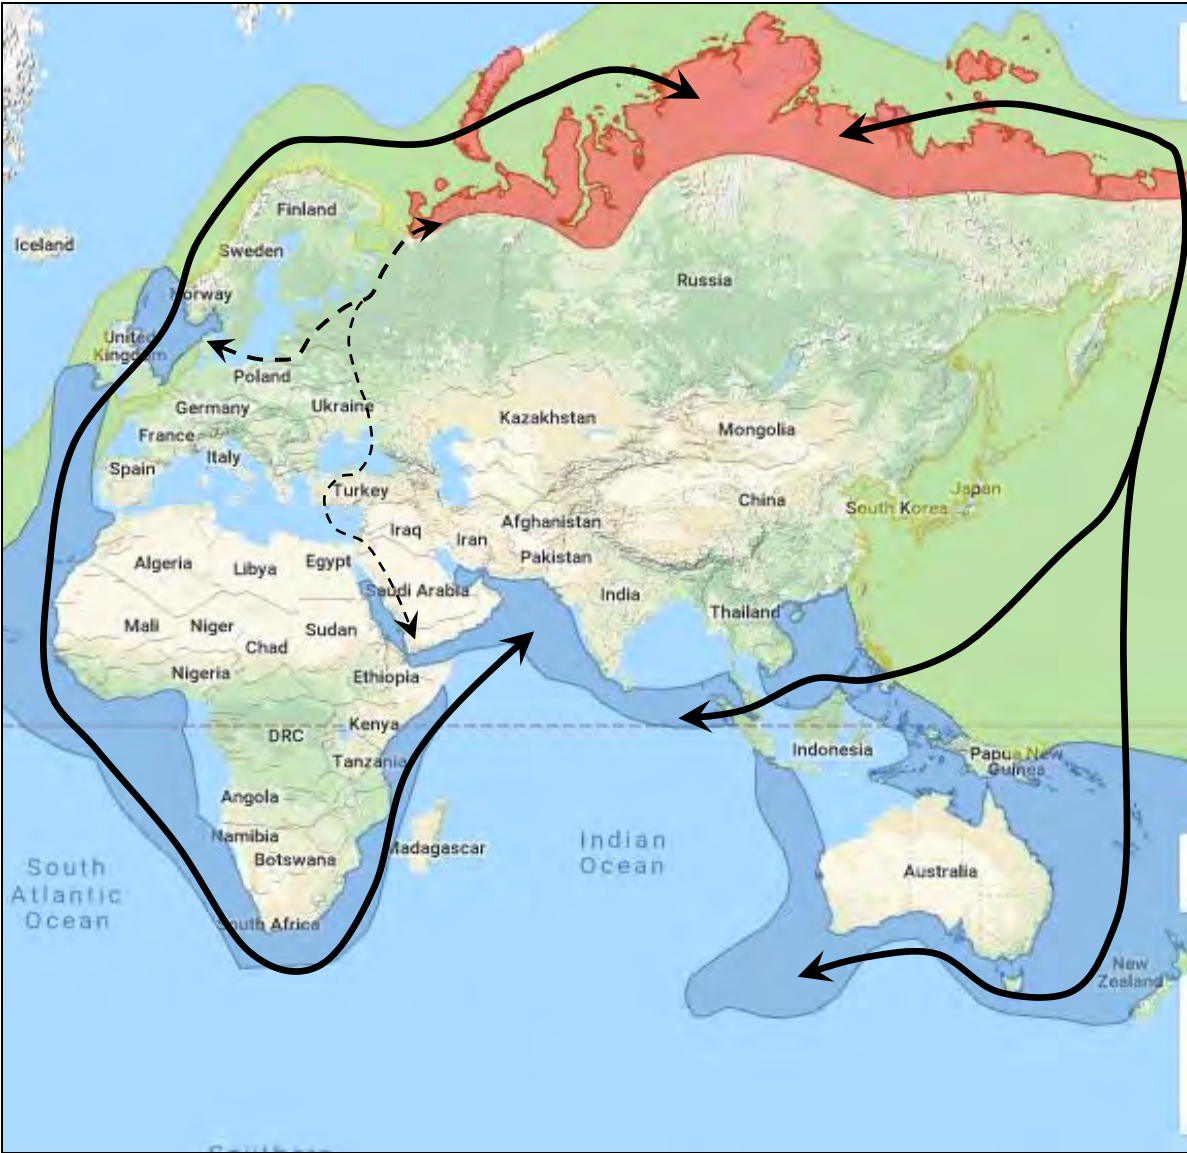 Finland
Iceland
Sweden
Norway
Russia
United
Kingdom
Poland
Germany
Ukraine
France
Italy
Spain
Kazakhstan
Mongolia
Turkey
China
Japan
South Korea
Iraq
Iran
Afghanistan
Pakistan
Algeria
Libya
Egypt
Saudi Arabia
India
Thailand
Mali
Niger
Chad
Sudan
Nigeria
Ethiopia
DRC
Kenya
Tanzania
Indonesia
Papua New
Guinea
Angola
Namibia
Botswana
Madagascar
Indian
Ocean
Australia
South
Atlantic
Ocean
South Africa
New
Zealand